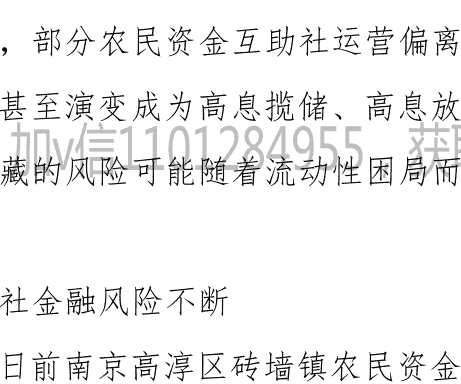 ，部分农民资金互助社运营偏离
甚至演变成为高息揽储、高息放
加v信1101284955，获取
藏的风险可能随着流动性困局而
社金融风险不断
日前南京高淳区砖墙镇农民资金